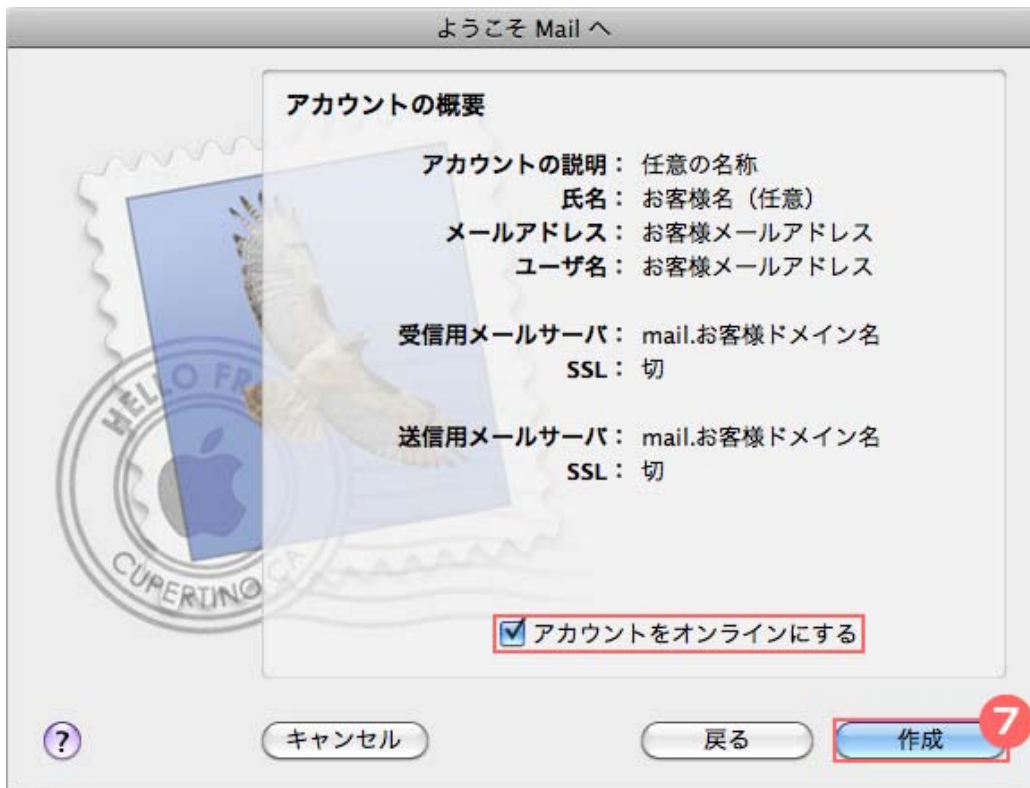 ようこそ Mail へ
アカウントの概要
アカウントの説明： 任意の名称
氏名： お客様名（任意）
メールアドレス： お客様メールアドレス
ユーザ名： お客様メールアドレス
受信用メールサーバ： mail.お客様ドメイン名
SSL： 切
送信用メールサーバ： mail.お客様ドメイン名
SSL： 切
HELLO FR
CUPERTINO CA
アカウントをオンラインにする
?
キャンセル
戻る
作成
7